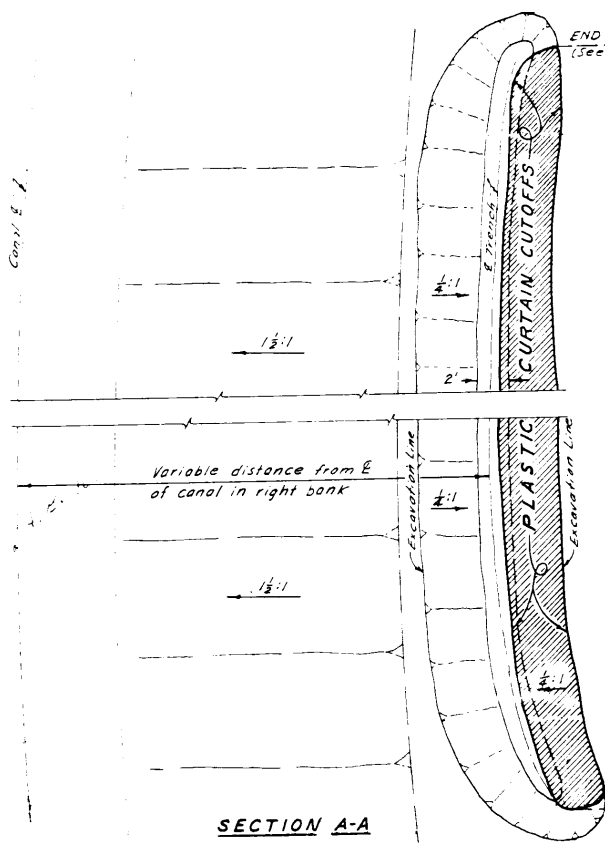 END
(See
Canal ℄
℄ Trench
PLASTIC CURTAIN CUTOFFS
1/4:1
1 1/2:1
2'
Variable distance from ℄
of canal in right bank
Excavation Line
1/4:1
Excavation Line
1 1/2:1
1/4:1
SECTION A-A